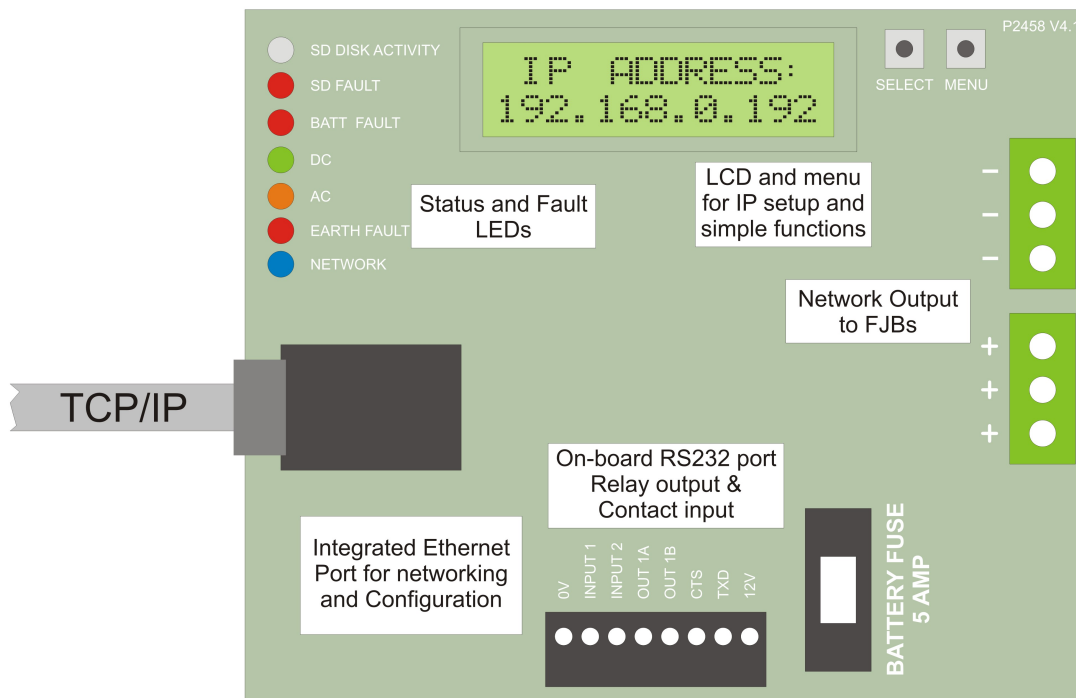 P2458 V4.1
SD DISK ACTIVITY
SD FAULT
BATT FAULT
DC
AC
EARTH FAULT
NETWORK
IP ADDRESS:
192.168.0.192
SELECT MENU
Status and Fault
LEDs
LCD and menu
for IP setup and
simple functions
–
–
–
Network Output
to FJBs
+
+
+
TCP/IP
On-board RS232 port
Relay output &
Contact input
Integrated Ethernet
Port for networking
and Configuration
0V
INPUT 1
INPUT 2
OUT 1A
OUT 1B
CTS
TXD
12V
BATTERY FUSE
5 AMP